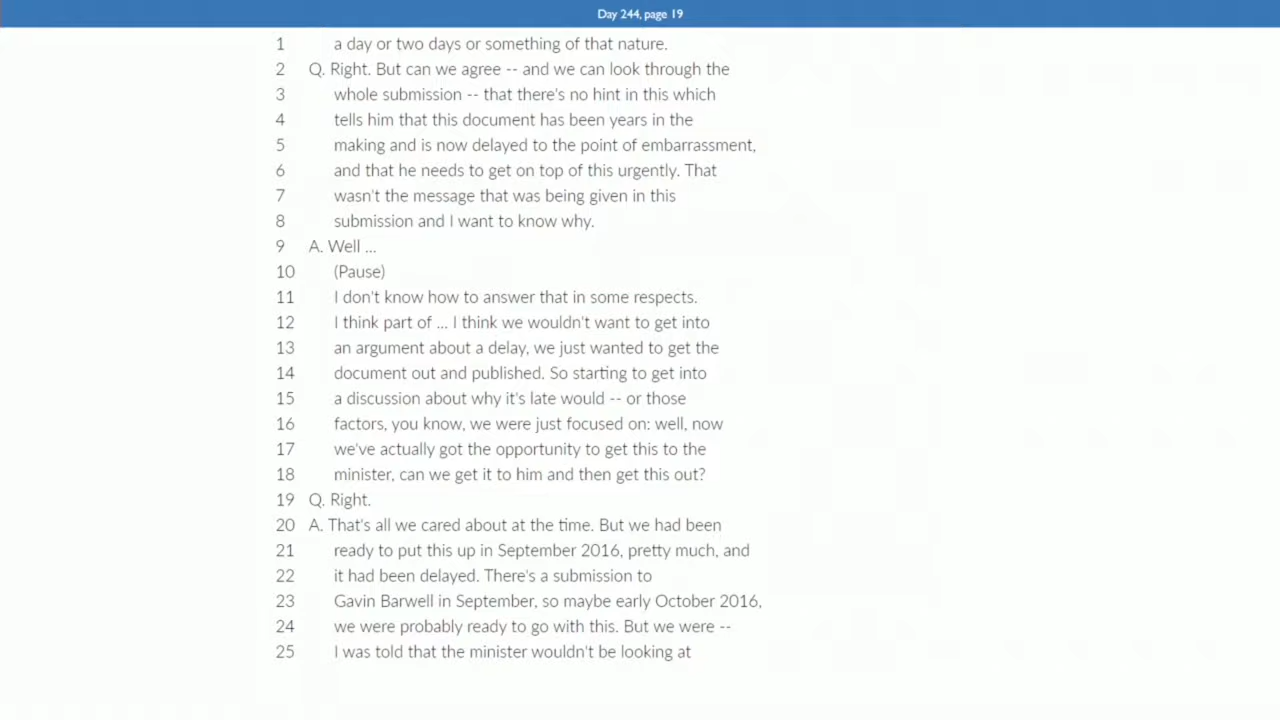 Day 244, page 19
1 a day or two days or something of that nature.
2 Q. Right. But can we agree -- and we can look through the
3 whole submission -- that there's no hint in this which
4 tells him that this document has been years in the
5 making and is now delayed to the point of embarrassment,
6 and that he needs to get on top of this urgently. That
7 wasn't the message that was being given in this
8 submission and I want to know why.
9 A. Well ...
10 (Pause)
11 I don't know how to answer that in some respects.
12 I think part of ... I think we wouldn't want to get into
13 an argument about a delay, we just wanted to get the
14 document out and published. So starting to get into
15 a discussion about why it's late would -- or those
16 factors, you know, we were just focused on: well, now
17 we've actually got the opportunity to get this to the
18 minister, can we get it to him and then get this out?
19 Q. Right.
20 A. That's all we cared about at the time. But we had been
21 ready to put this up in September 2016, pretty much, and
22 it had been delayed. There's a submission to
23 Gavin Barwell in September, so maybe early October 2016,
24 we were probably ready to go with this. But we were --
25 I was told that the minister wouldn't be looking at